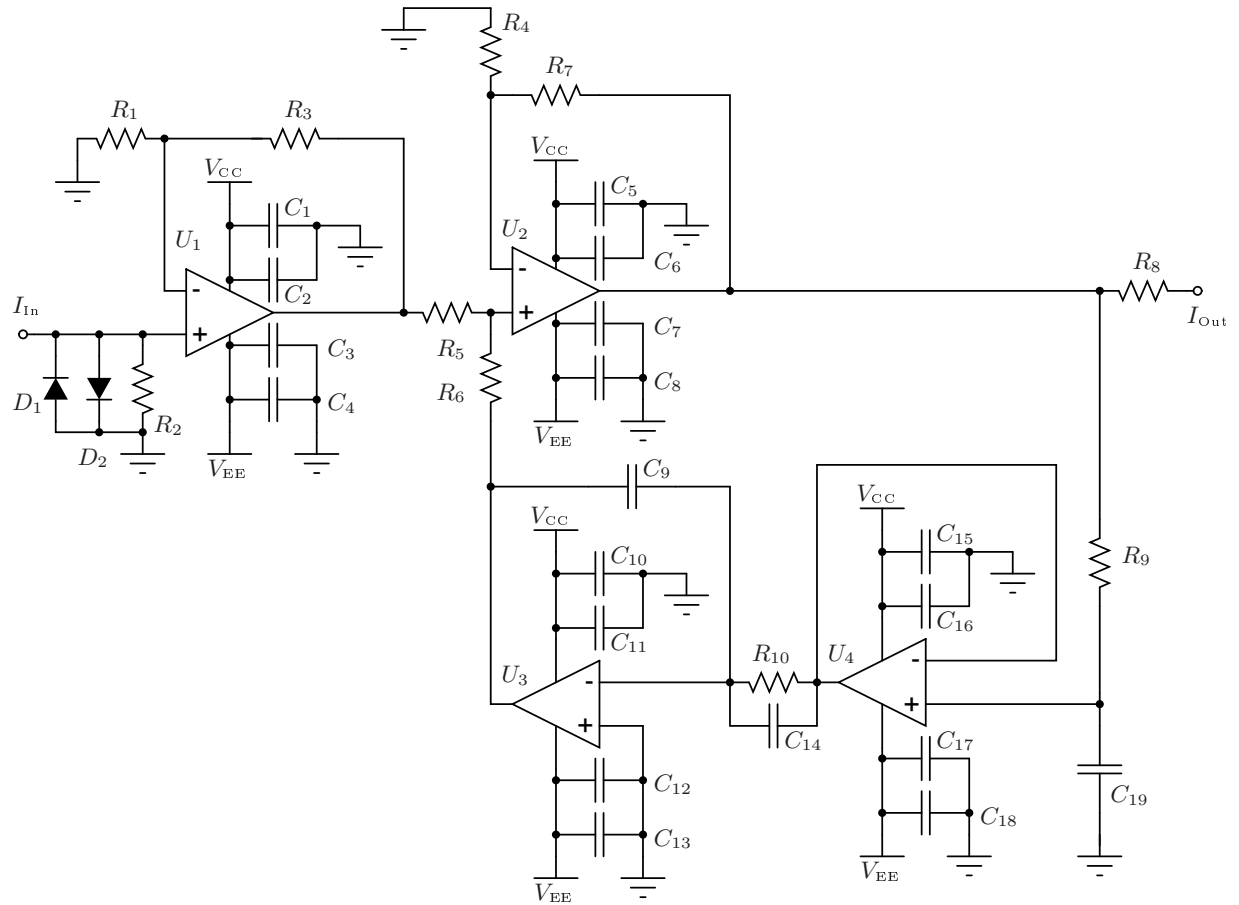 R4
R7
R1
R3
VCC
VCC
C5
C1
U2
U1
C6
R8
IIn
-
C2
-
+
IOut
+
C3
R5
C7
D1
R6
C8
C4
R2
VEE
D2
VEE
C9
VCC
VCC
C15
C10
R9
C16
C11
U3
R10
U4
-
-
+
+
C14
C17
C12
C19
C18
C13
VEE
VEE